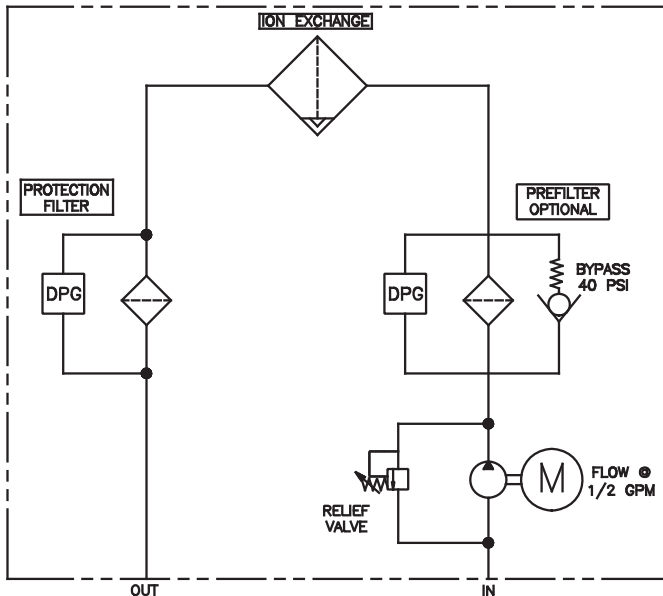 ION EXCHANGE
PROTECTION
FILTER
PREFILTER
OPTIONAL
DPG
DPG
BYPASS
40 PSI
M
FLOW @
1/2 GPM
RELIEF
VALVE
OUT
IN